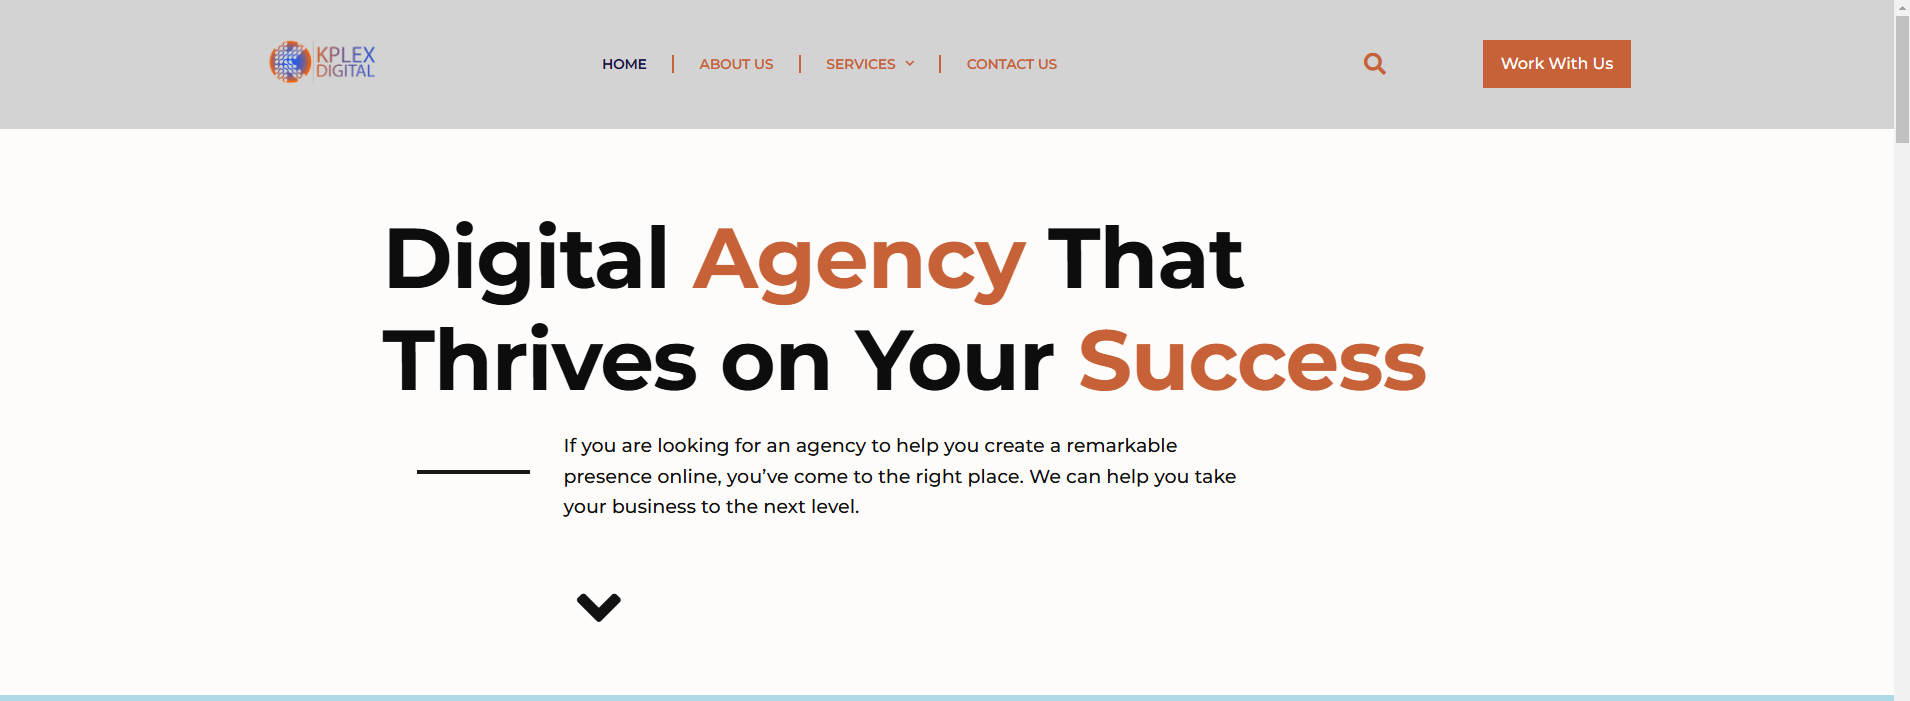 KPLEX
DIGITAL
HOME
ABOUT US
SERVICES
CONTACT US
Work With Us
Digital Agency That
Thrives on Your Success
If you are looking for an agency to help you create a remarkable
presence online, you’ve come to the right place. We can help you take
your business to the next level.